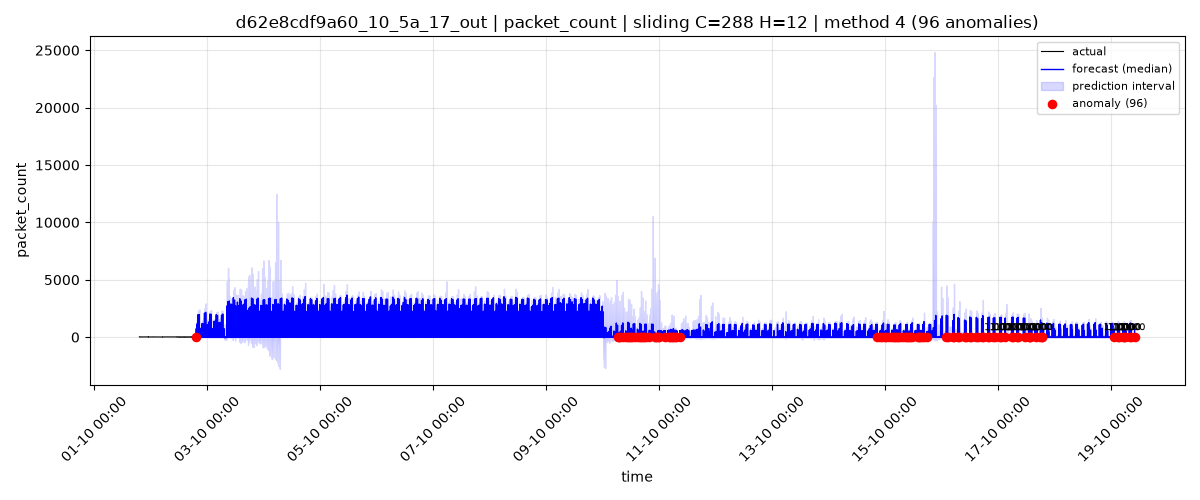 d62e8cdf9a60_10_5a_17_out | packet_count | sliding C=288 H=12 | method 4 (96 anomalies)
actual
forecast (median)
prediction interval
anomaly (96)
packet_count
25000
20000
15000
10000
5000
0
01-10 00:00
03-10 00:00
05-10 00:00
07-10 00:00
09-10 00:00
11-10 00:00
13-10 00:00
15-10 00:00
17-10 00:00
19-10 00:00
time